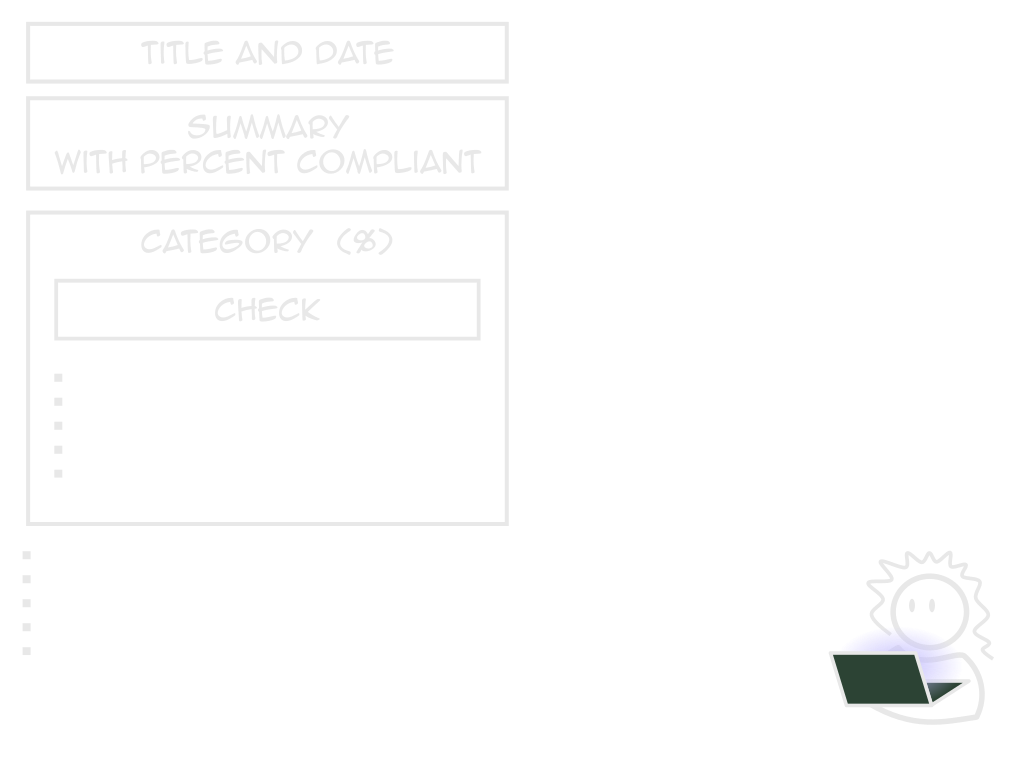 TITLE AND DATE
SUMMARY
WITH PERCENT COMPLIANT
CATEGORY (%)
CHECK